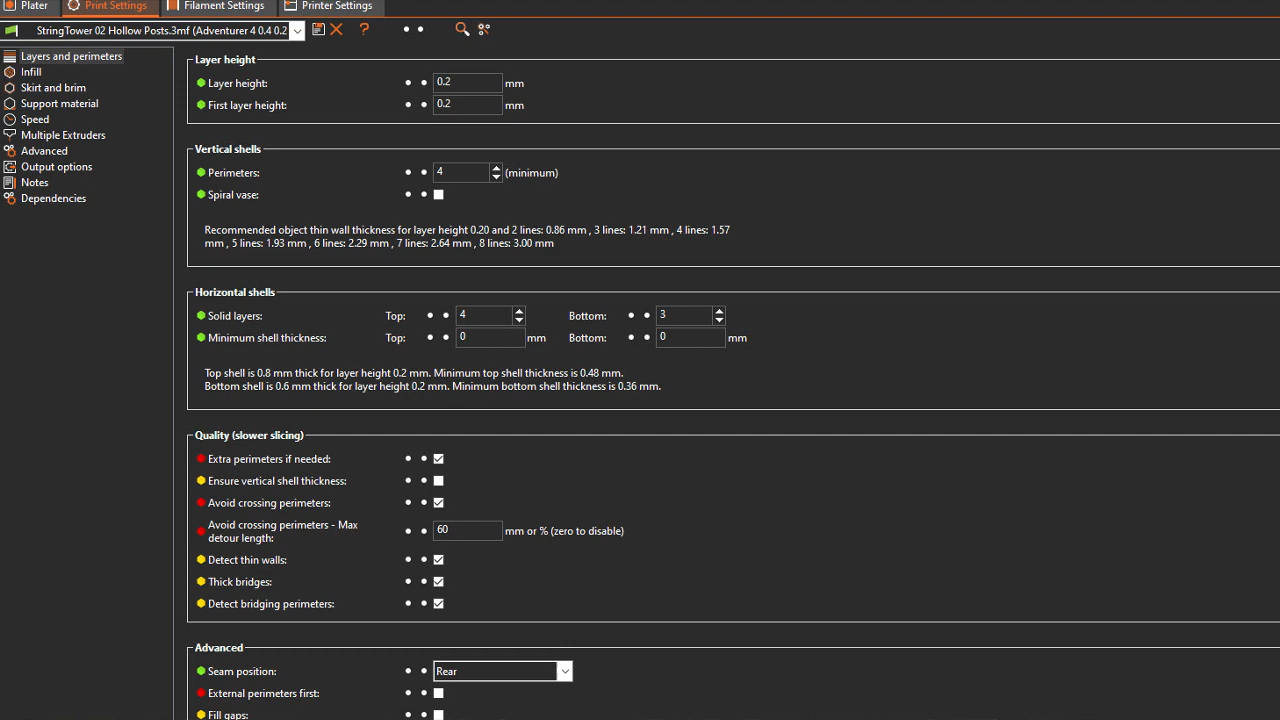 Plater Print Settings Filament Settings Printer Settings
StringTower 02 Hollow Posts.3mf (Adventurer 4 0.4 0.2
Layers and perimeters
Infill
Skirt and brim
Support material
Speed
Multiple Extruders
Advanced
Output options
Notes
Dependencies
Layer height
Layer height: 0.2 mm
First layer height: 0.2 mm
Vertical shells
Perimeters: 4 (minimum)
Spiral vase:
Recommended object thin wall thickness for layer height 0.20 and 2 lines: 0.86 mm , 3 lines: 1.21 mm , 4 lines: 1.57
mm , 5 lines: 1.93 mm , 6 lines: 2.29 mm , 7 lines: 2.64 mm , 8 lines: 3.00 mm
Horizontal shells
Solid layers: Top: 4 Bottom: 3
Minimum shell thickness: Top: 0 mm Bottom: 0 mm
Top shell is 0.8 mm thick for layer height 0.2 mm. Minimum top shell thickness is 0.48 mm.
Bottom shell is 0.6 mm thick for layer height 0.2 mm. Minimum bottom shell thickness is 0.36 mm.
Quality (slower slicing)
Extra perimeters if needed:
Ensure vertical shell thickness:
Avoid crossing perimeters:
Avoid crossing perimeters - Max
detour length: 60 mm or % (zero to disable)
Detect thin walls:
Thick bridges:
Detect bridging perimeters:
Advanced
Seam position: Rear
External perimeters first:
Fill gaps: